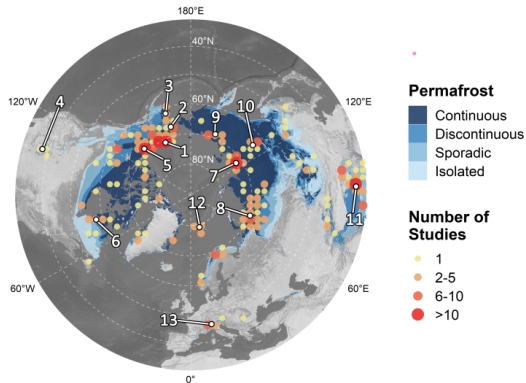 180°E
40°N
60°N
80°N
120°W
120°E
60°W
60°E
0°
1
2
3
4
5
6
7
8
9
10
11
12
13
Permafrost
Continuous
Discontinuous
Sporadic
Isolated
Number of
Studies
1
2-5
6-10
>10